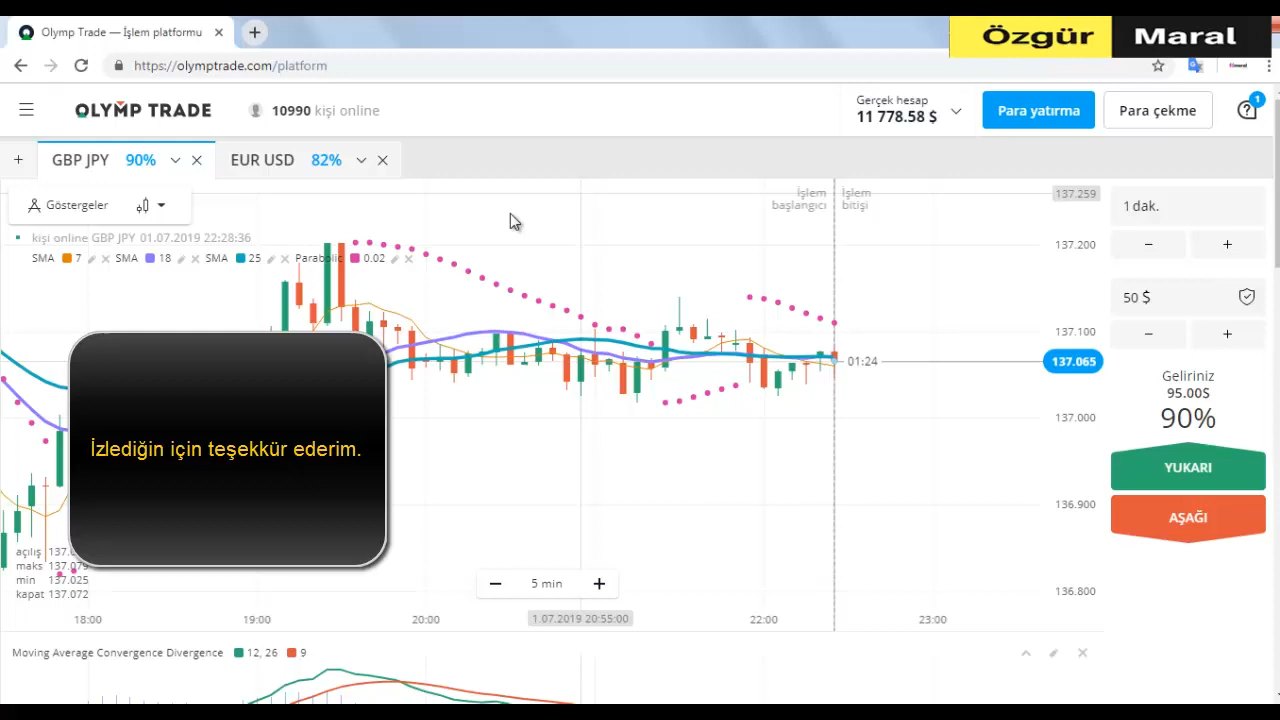 Olymp Trade — İşlem platformu
Özgür Maral
https://olymptrade.com/platform
OLYMP TRADE
10990 kişi online
Gerçek hesap
11 778.58 $
Para yatırma
Para çekme
1
GBP JPY 90%
EUR USD 82%
Göstergeler
İşlem başlangıcı
İşlem bitişi
kişi online GBP JPY 01.07.2019 22:28:36
SMA 7 SMA 18 SMA 25 Parabolic 0.02
137.259
137.200
137.100
01:24
137.065
137.000
136.900
136.800
1 dak.
50 $
Geliriniz
95.00$
90%
YUKARI
AŞAĞI
İzlediğin için teşekkür ederim.
açılış
maks 137.079
min 137.025
kapat 137.072
5 min
18:00
19:00
20:00
1.07.2019 20:55:00
22:00
23:00
Moving Average Convergence Divergence 12, 26 9